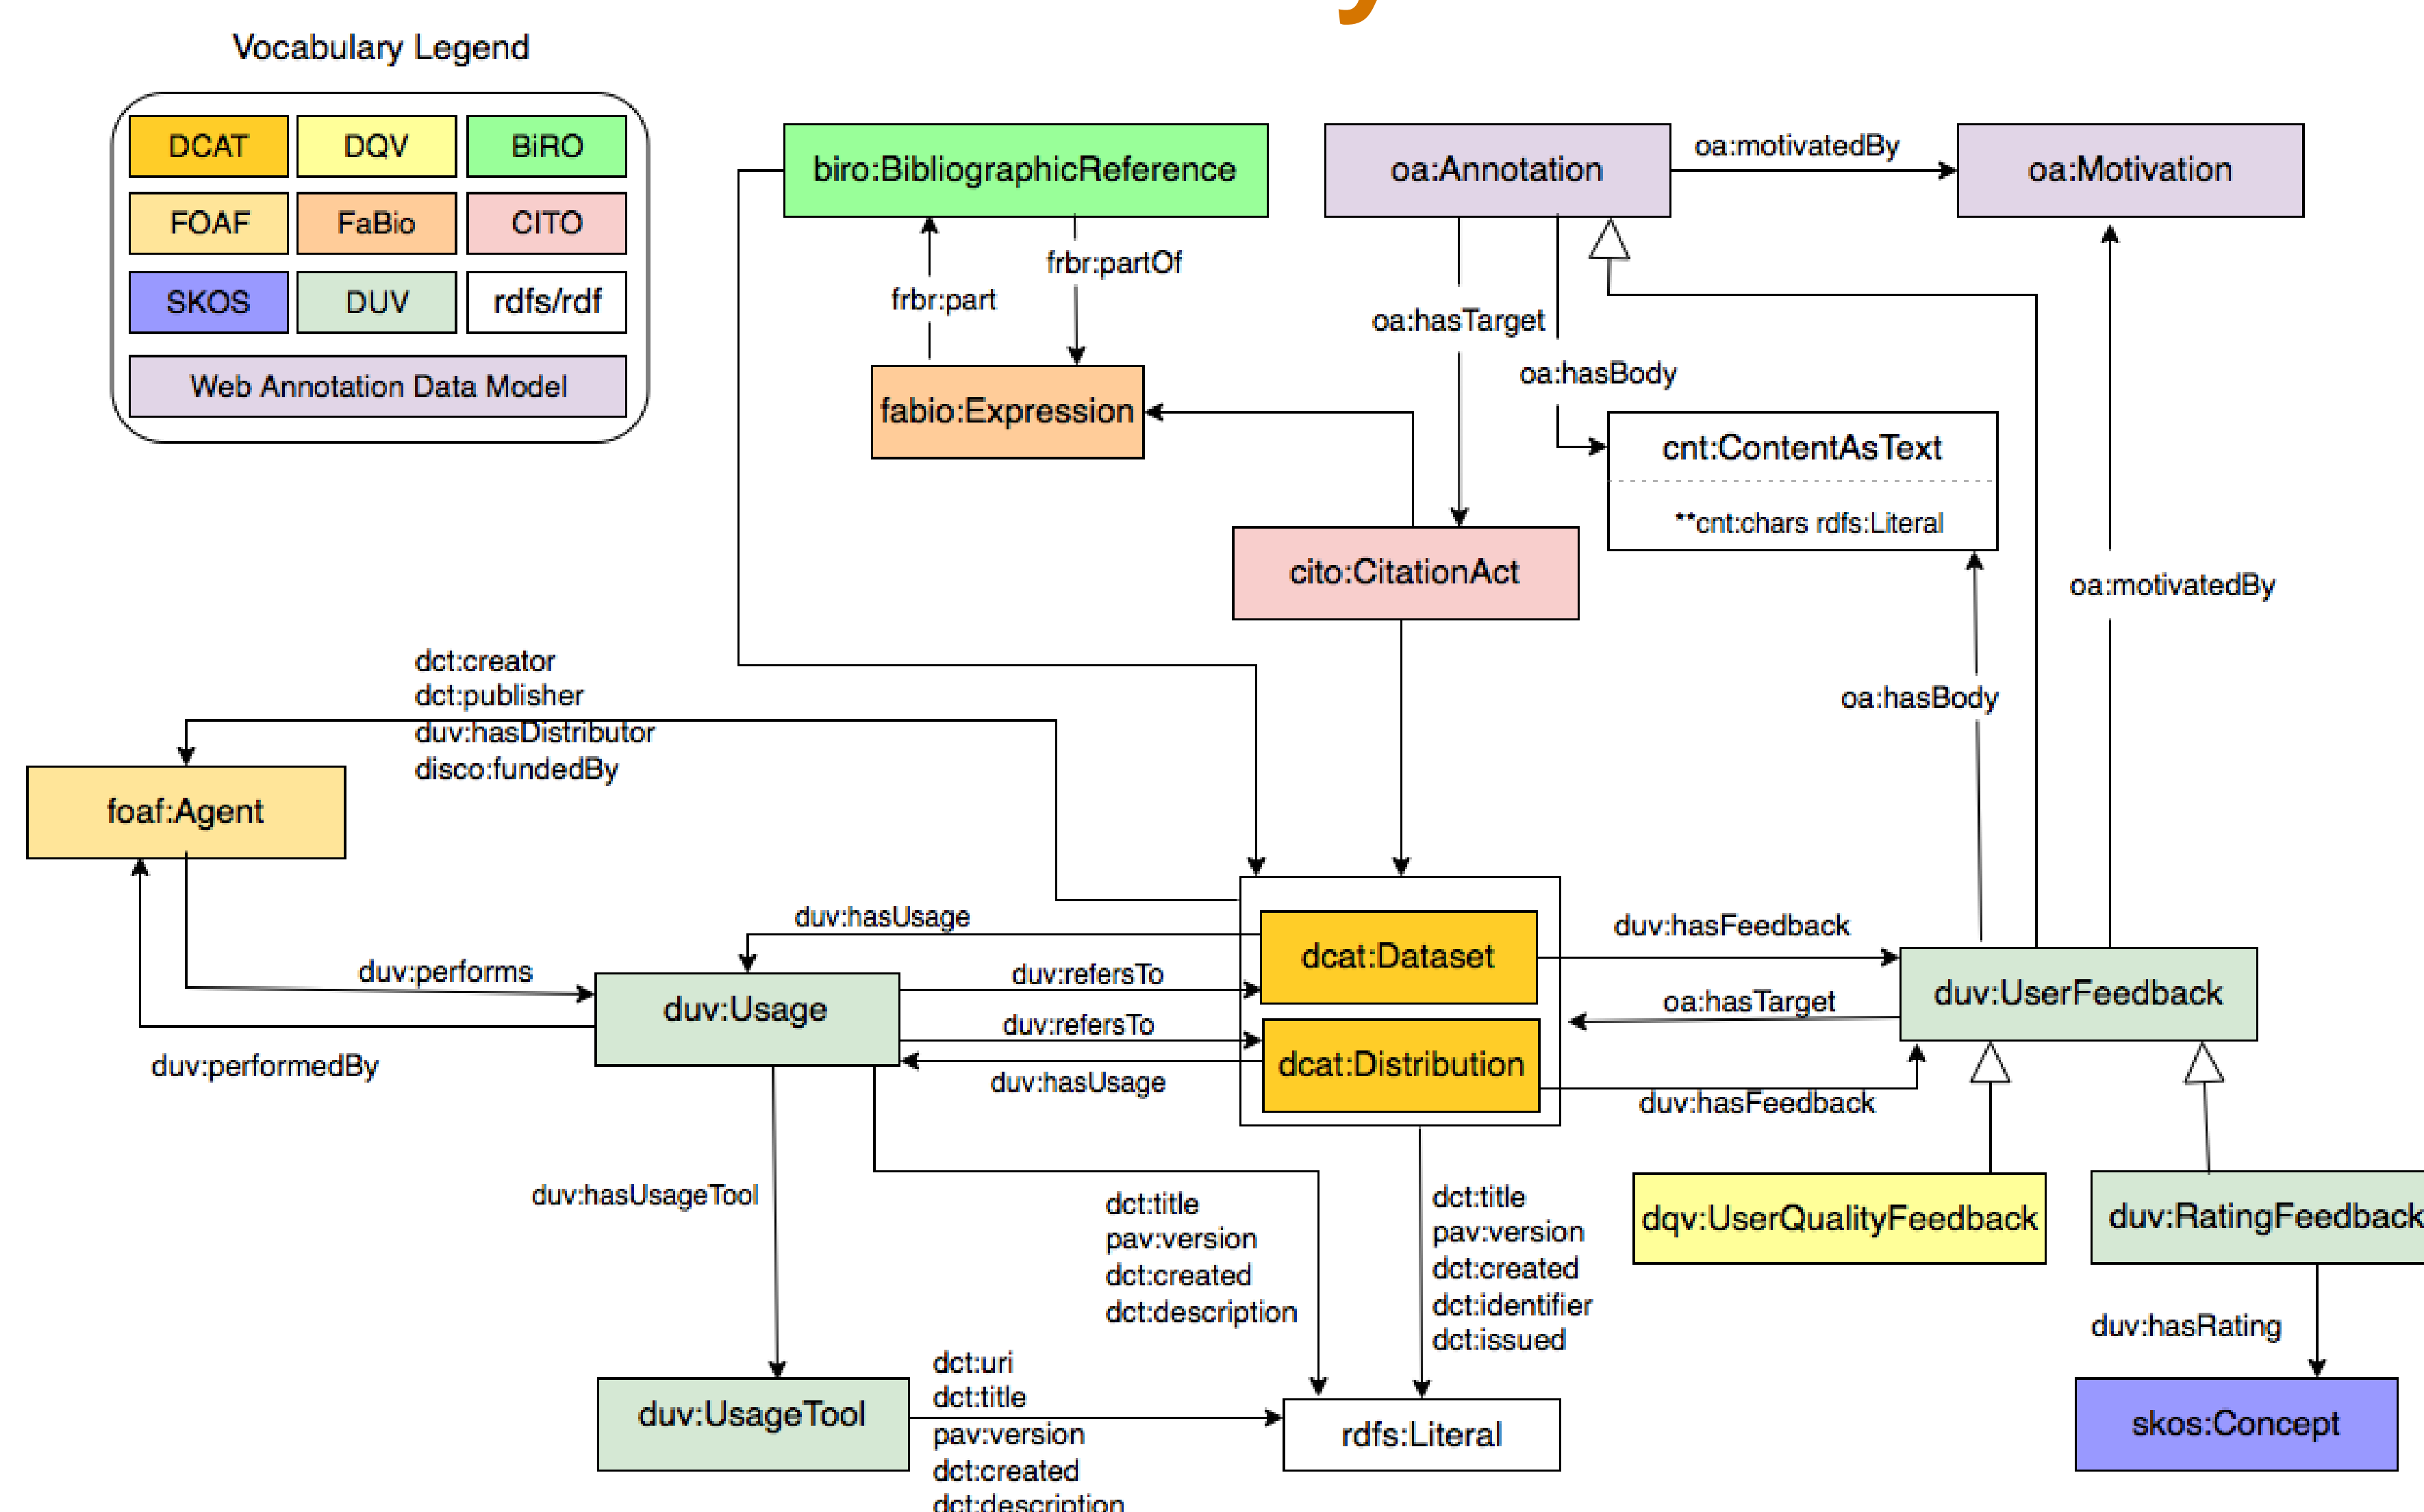 Vocabulary Legend
DCAT
DQV
BiRO
FOAF
FaBio
CITO
SKOS
DUV
rdfs/rdf
Web Annotation Data Model
biro:BibliographicReference
oa:Annotation
oa:motivatedBy
oa:Motivation
frbr:partOf
frbr:part
oa:hasTarget
oa:hasBody
fabio:Expression
cnt:ContentAsText
**cnt:chars rdfs:Literal
cito:CitationAct
oa:motivatedBy
oa:hasBody
dct:creator
dct:publisher
duv:hasDistributor
disco:fundedBy
foaf:Agent
duv:hasUsage
duv:hasFeedback
dcat:Dataset
duv:performs
duv:refersTo
duv:Usage
duv:UserFeedback
oa:hasTarget
duv:refersTo
dcat:Distribution
duv:performedBy
duv:hasUsage
duv:hasFeedback
duv:hasUsageTool
dct:title
pav:version
dct:created
dct:description
dct:title
pav:version
dct:created
dct:identifier
dct:issued
dqv:UserQualityFeedback
duv:RatingFeedback
duv:hasRating
duv:UsageTool
dct:uri
dct:title
pav:version
dct:created
dct:description
rdfs:Literal
skos:Concept